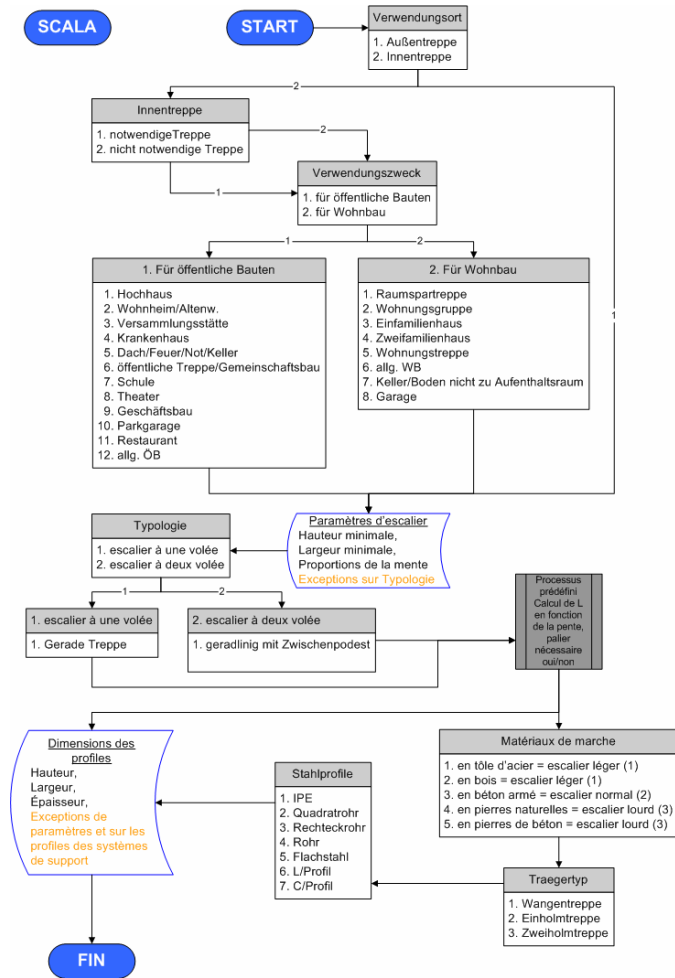 SCALA
START
Verwendungsort
1. Außentreppe
2. Innentreppe
2
Innentreppe
1. notwendigeTreppe
2. nicht notwendige Treppe
2
1
Verwendungszweck
1. für öffentliche Bauten
2. für Wohnbau
1
2
1. Für öffentliche Bauten
1. Hochhaus
2. Wohnheim/Altenw.
3. Versammlungsstätte
4. Krankenhaus
5. Dach/Feuer/Not/Keller
6. öffentliche Treppe/Gemeinschaftsbau
7. Schule
8. Theater
9. Geschäftsbau
10. Parkgarage
11. Restaurant
12. allg. ÖB
2. Für Wohnbau
1. Raumspartreppe
2. Wohnungsgruppe
3. Einfamilienhaus
4. Zweifamilienhaus
5. Wohnungstreppe
6. allg. WB
7. Keller/Boden nicht zu Aufenthaltsraum
8. Garage
1
Paramètres d'escalier
Hauteur minimale,
Largeur minimale,
Proportions de la mente
Exceptions sur Typologie
Typologie
1. escalier à une volée
2. escalier à deux volée
1
2
1. escalier à une volée
1. Gerade Treppe
2. escalier à deux volée
1. geradlinig mit Zwischenpodest
Processus
prédéfini
Calcul de L
en fonction
de la pente,
palier
nécessaire
oui/non
Dimensions des
profiles
Hauteur,
Largeur,
Épaisseur,
Exceptions de
paramètres et sur les
profiles des systèmes
de support
Stahlprofile
1. IPE
2. Quadratrohr
3. Rechteckrohr
4. Rohr
5. Flachstahl
6. L/Profil
7. C/Profil
Matériaux de marche
1. en tôle d'acier = escalier léger (1)
2. en bois = escalier léger (1)
3. en béton armé = escalier normal (2)
4. en pierres naturelles = escalier lourd (3)
5. en pierres de béton = escalier lourd (3)
Traegertyp
1. Wangentreppe
2. Einholmtreppe
3. Zweiholmtreppe
FIN